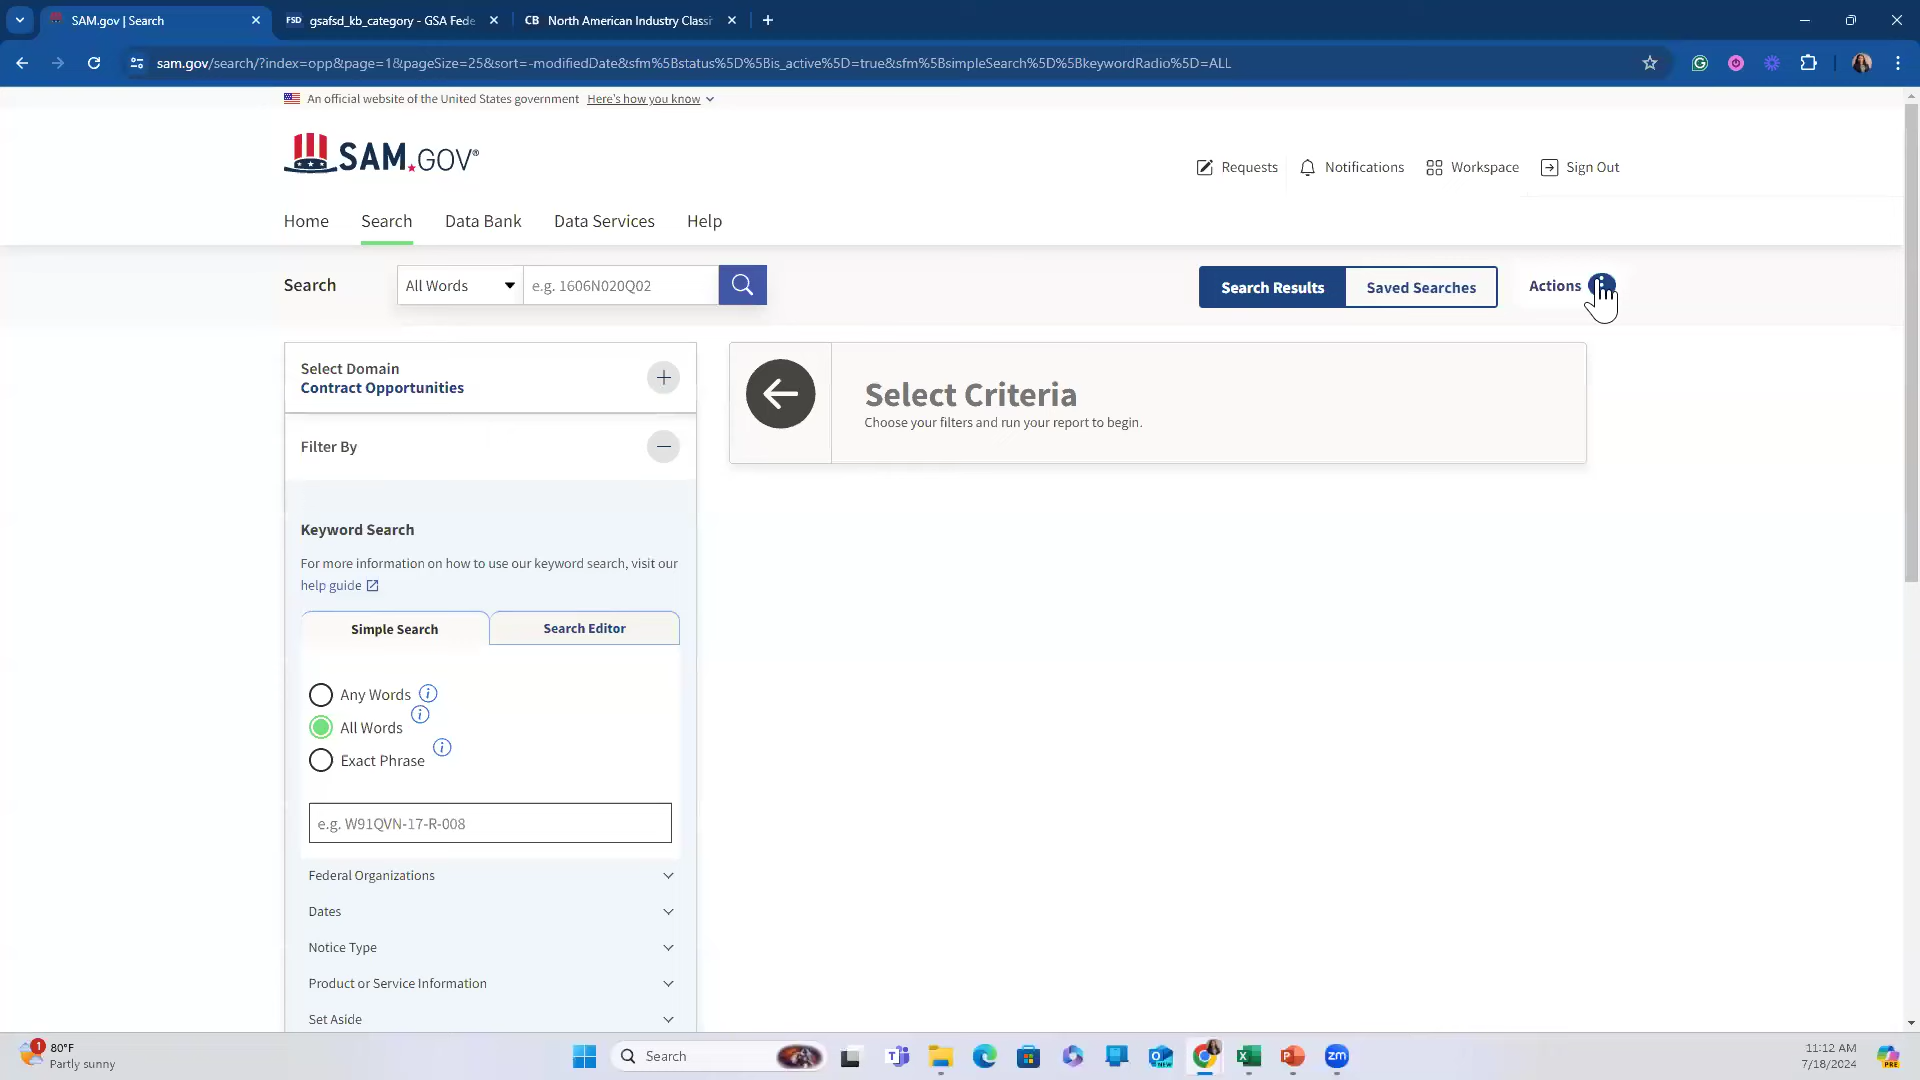 SAM.gov | Search
FSD gsafsd_kb_category - GSA Fede
CB North American Industry Classi
sam.gov/search/?index=opp&page=1&pageSize=25&sort=-modifiedDate&sfm%5Bstatus%5D%5Bis_active%5D=true&sfm%5BsimpleSearch%5D%5BkeywordRadio%5D=ALL
An official website of the United States government Here's how you know
SAM.GOV®
Requests Notifications Workspace Sign Out
Home Search Data Bank Data Services Help
Search All Words e.g. 1606N020Q02 Search Results Saved Searches Actions
Select Domain
Contract Opportunities
Select Criteria
Choose your filters and run your report to begin.
Filter By
Keyword Search
For more information on how to use our keyword search, visit our
help guide
Simple Search Search Editor
Any Words
All Words
Exact Phrase
e.g. W91QVN-17-R-008
Federal Organizations
Dates
Notice Type
Product or Service Information
Set Aside
1
80°F
Partly sunny
Search
NEW
zm
11:12 AM
7/18/2024
PRE